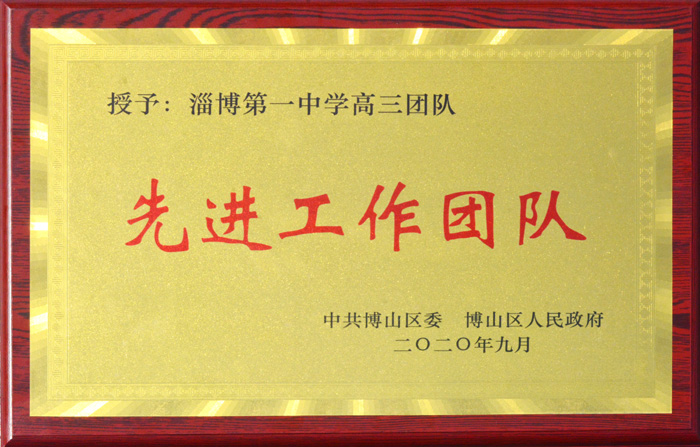 授予：淄博第一中学高三团队
先进工作团队
中共博山区委　博山区人民政府
二〇二〇年九月